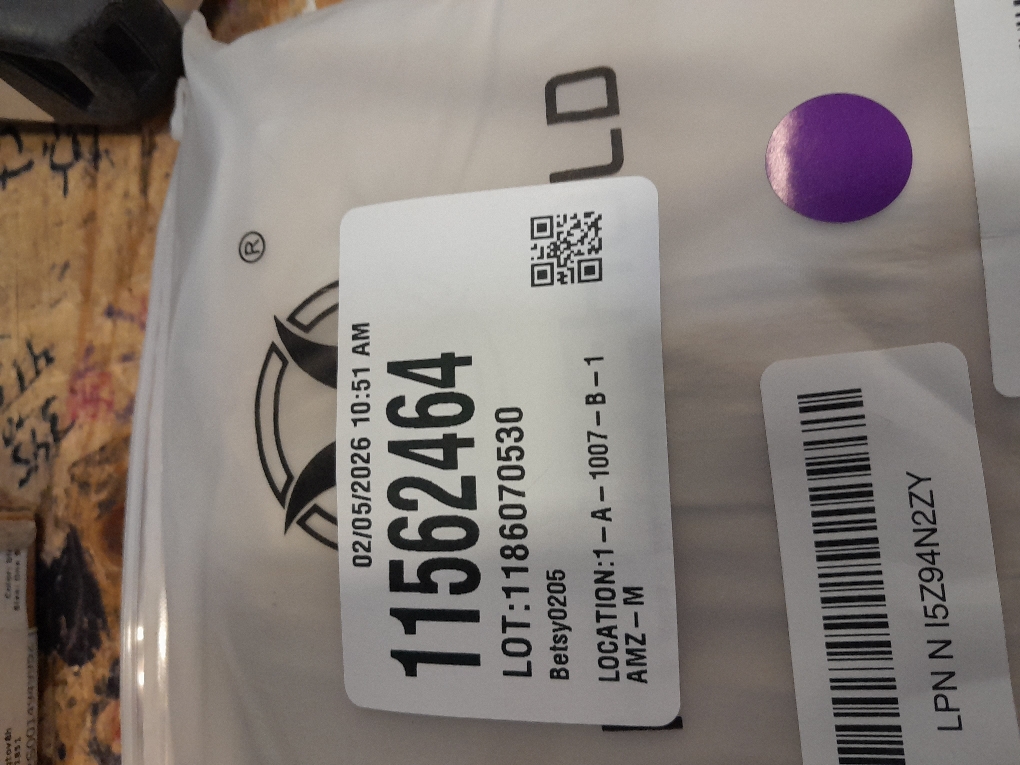 ®
LD
02/05/2026 10:51 AM
11562464
LOT:1186070530
Betsy0205
LOCATION:1-A-1007-B-1
AMZ-M
LPN N I5Z94N2ZY